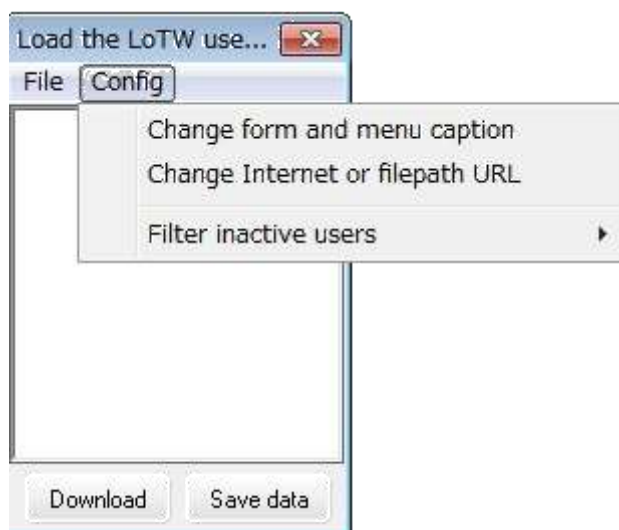 Load the LoTW use...
File Config
Change form and menu caption
Change Internet or filepath URL
Filter inactive users
Download Save data